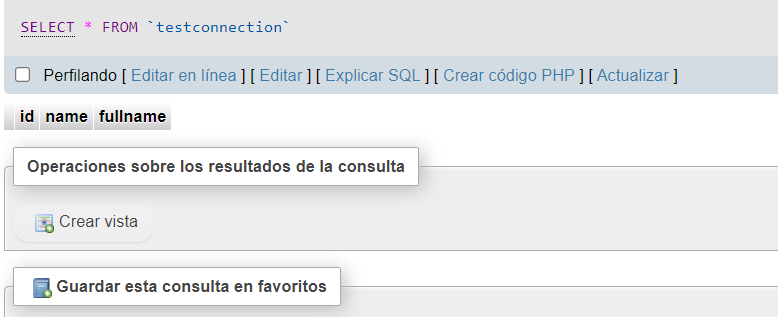 SELECT * FROM `testconnection`
Perfilando [ Editar en línea ] [ Editar ] [ Explicar SQL ] [ Crear código PHP ] [ Actualizar ]
id name fullname
Operaciones sobre los resultados de la consulta
Crear vista
Guardar esta consulta en favoritos